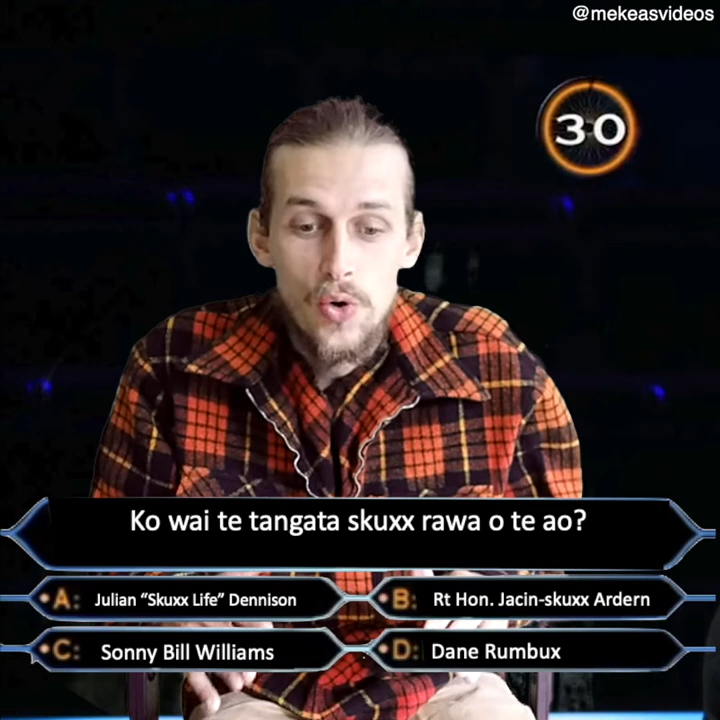 @mekeasvideos
30
Ko wai te tangata skuxx rawa o te ao?
A: Julian “Skuxx Life” Dennison
B: Rt Hon. Jacin-skuxx Ardern
C: Sonny Bill Williams
D: Dane Rumbux